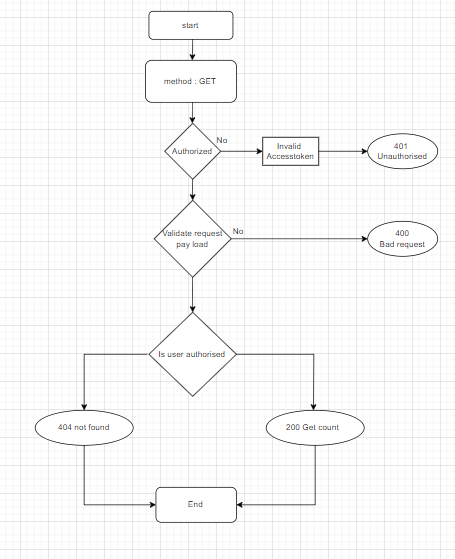 start
method : GET
No
Authorized
Invalid
Accesstoken
401
Unauthorised
Validate request
pay load
No
400
Bad request
Is user authorised
404 not found
200 Get count
End